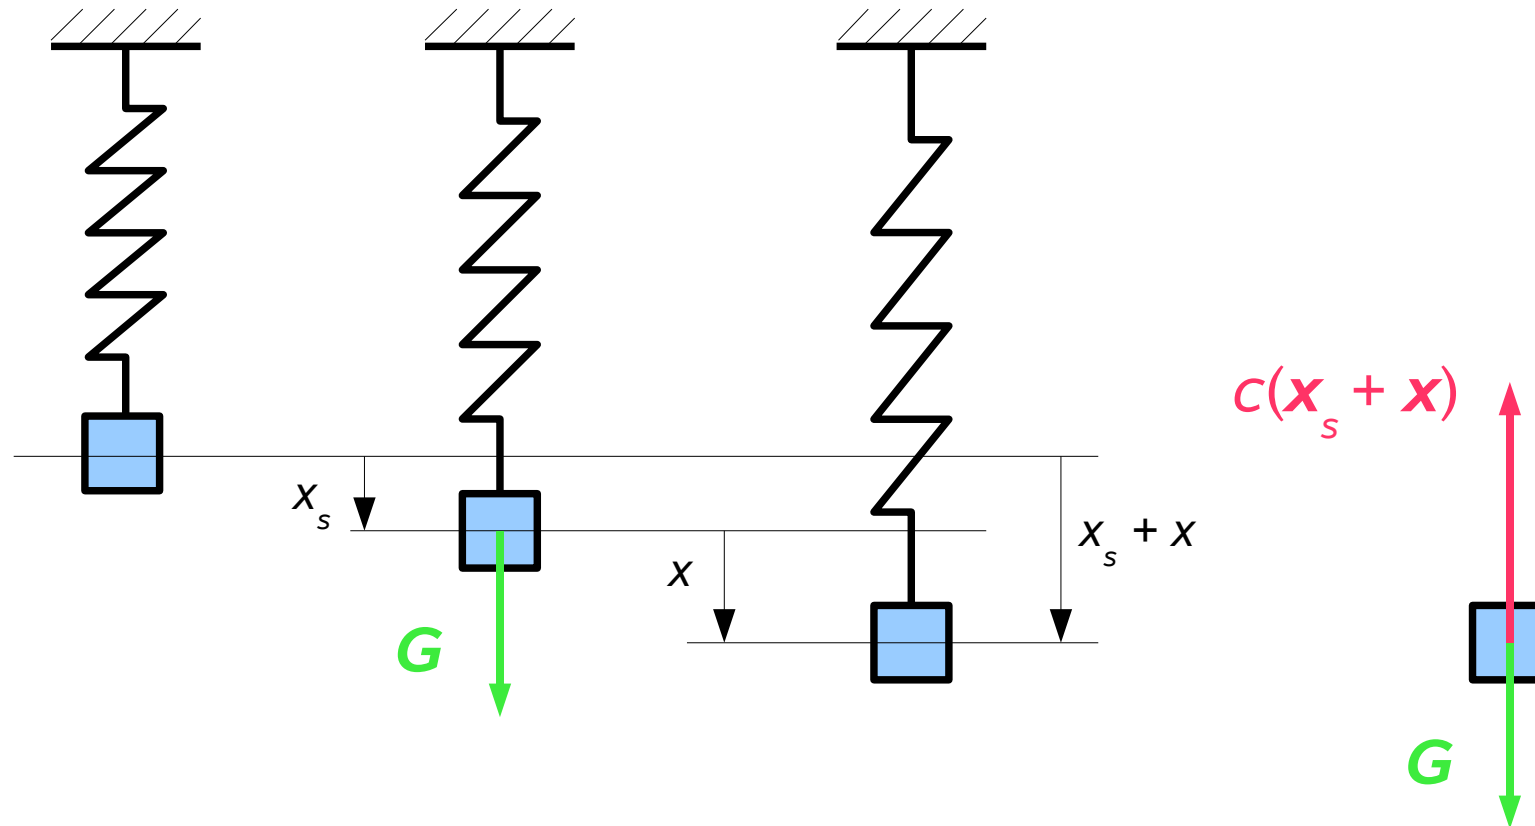 c(x_s + x)
x_s
x_s + x
x
G
G